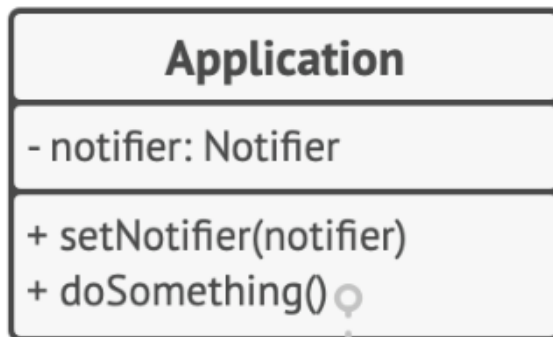 Application
- notifier: Notifier
+ setNotifier(notifier)
+ doSomething()